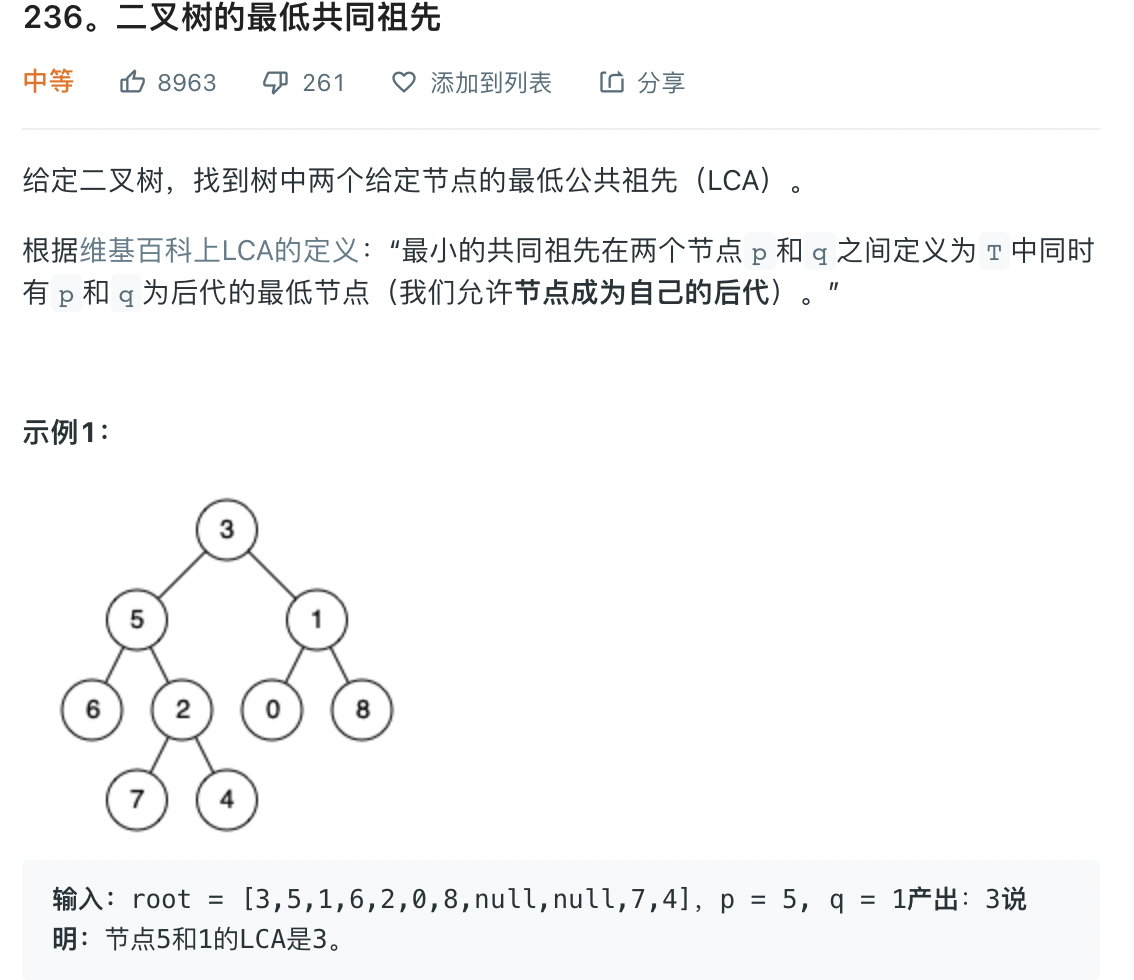 236。二叉树的最低共同祖先
中等 8963 261 添加到列表 分享
给定二叉树，找到树中两个给定节点的最低公共祖先（LCA）。
根据维基百科上LCA的定义：“最小的共同祖先在两个节点 p 和 q 之间定义为 T 中同时
有 p 和 q 为后代的最低节点（我们允许节点成为自己的后代）。”
示例1：
3
5 1
6 2 0 8
7 4
输入：root = [3,5,1,6,2,0,8,null,null,7,4]，p = 5, q = 1产出：3说
明：节点5和1的LCA是3。